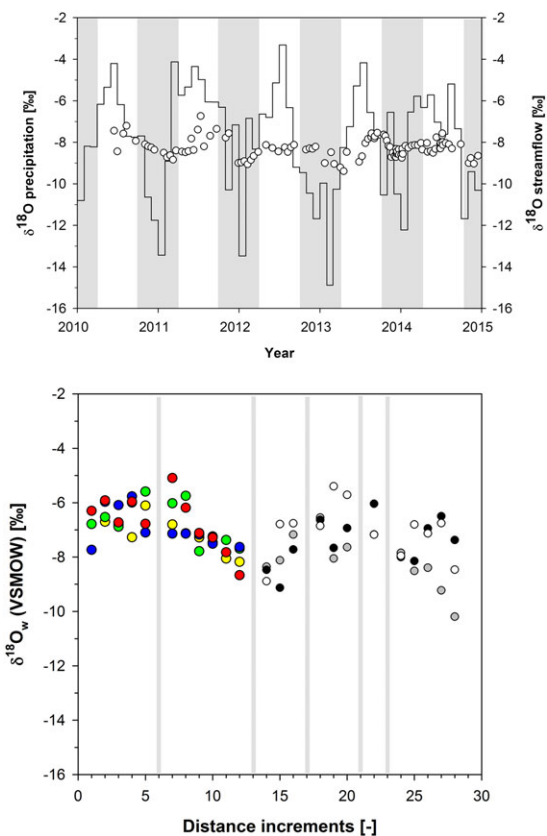 -2 -2
-4 -4
-6 -6
-8 -8
-10 -10
-12 -12
-14 -14
-16 -16
δ18O precipitation [‰]
δ18O streamflow [‰]
2010 2011 2012 2013 2014 2015
Year
-2
-4
-6
-8
-10
-12
-14
-16
δ18Ow (VSMOW) [‰]
0 5 10 15 20 25 30
Distance increments [-]